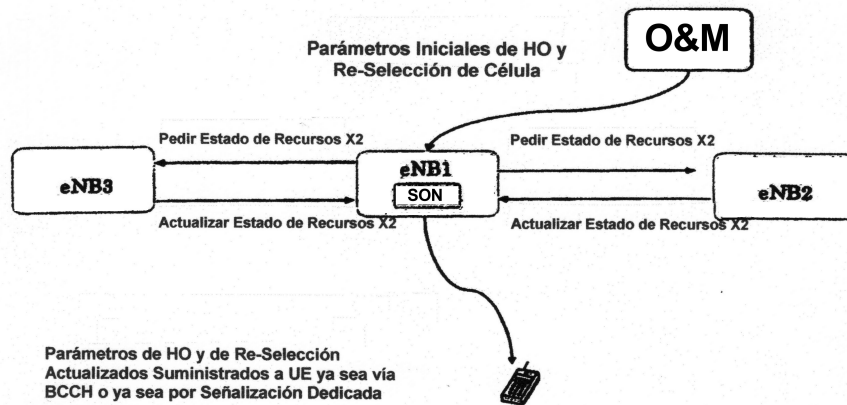 O&M
Parámetros Iniciales de HO y
Re-Selección de Célula
Pedir Estado de Recursos X2
Pedir Estado de Recursos X2
eNB3
eNB1
SON
eNB2
Actualizar Estado de Recursos X2
Actualizar Estado de Recursos X2
Parámetros de HO y de Re-Selección
Actualizados Suministrados a UE ya sea vía
BCCH o ya sea por Señalización Dedicada